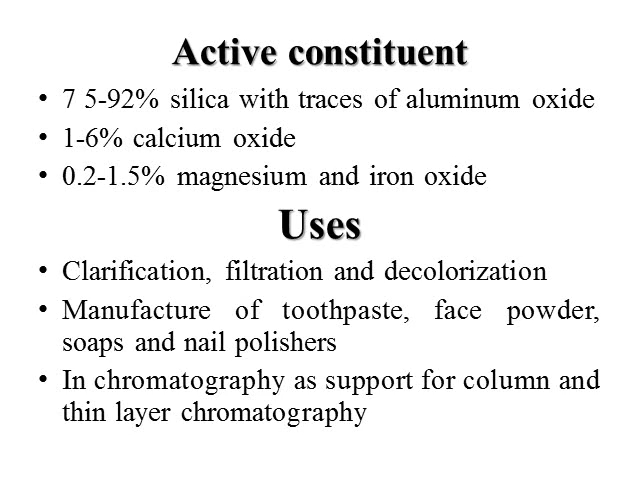 Active constituent
• 7 5-92% silica with traces of aluminum oxide
• 1-6% calcium oxide
• 0.2-1.5% magnesium and iron oxide
Uses
• Clarification, filtration and decolorization
• Manufacture of toothpaste, face powder,
soaps and nail polishers
• In chromatography as support for column and
thin layer chromatography